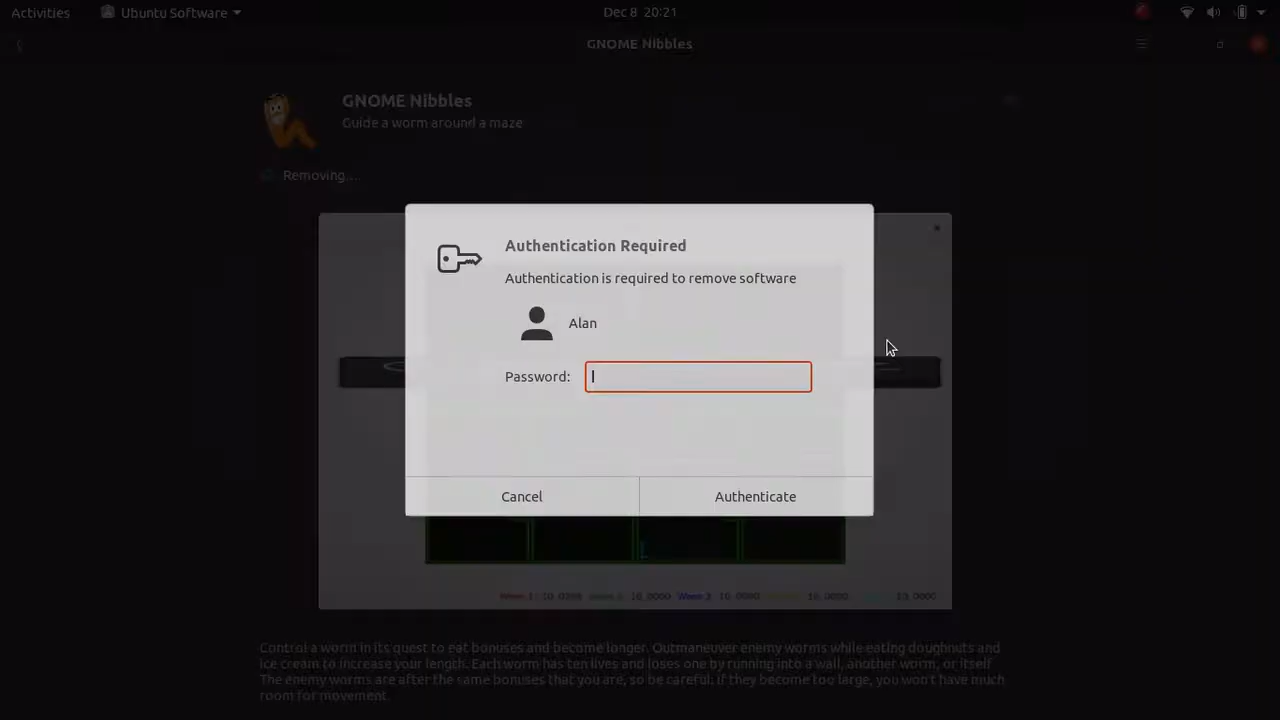 Activities Ubuntu Software Dec 8 20:21
GNOME Nibbles
GNOME Nibbles
Guide a worm around a maze
Removing…
Authentication Required
Authentication is required to remove software
Alan
Password:
Cancel Authenticate
Control a worm in its quest to eat bonuses and become longer. Outmaneuver enemy worms while eating doughnuts and
ice cream to increase your length. Each worm has ten lives and loses one by running into a wall, another worm, or itself.
The enemy worms are after the same bonuses that you are, so be careful: if they become too large, you won't have much
room for movement.